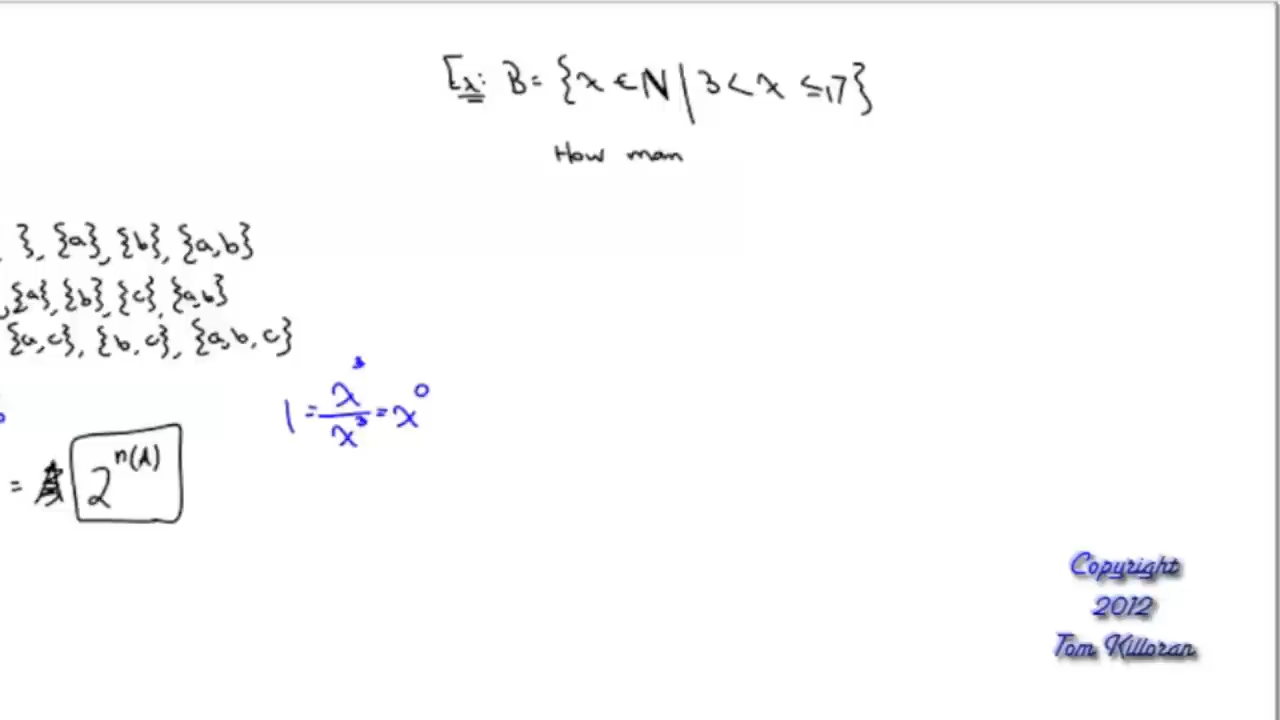 Ex: B = {x ∈ N | 3 < x ≤ 17}
How man
}, {a}, {b}, {a,b}
, {a}, {b}, {c}, {a,b}
{a,c}, {b,c}, {a,b,c}
1 = x³/x³ = x⁰
= 2^n(A)
Copyright
2012
Tom Killoran